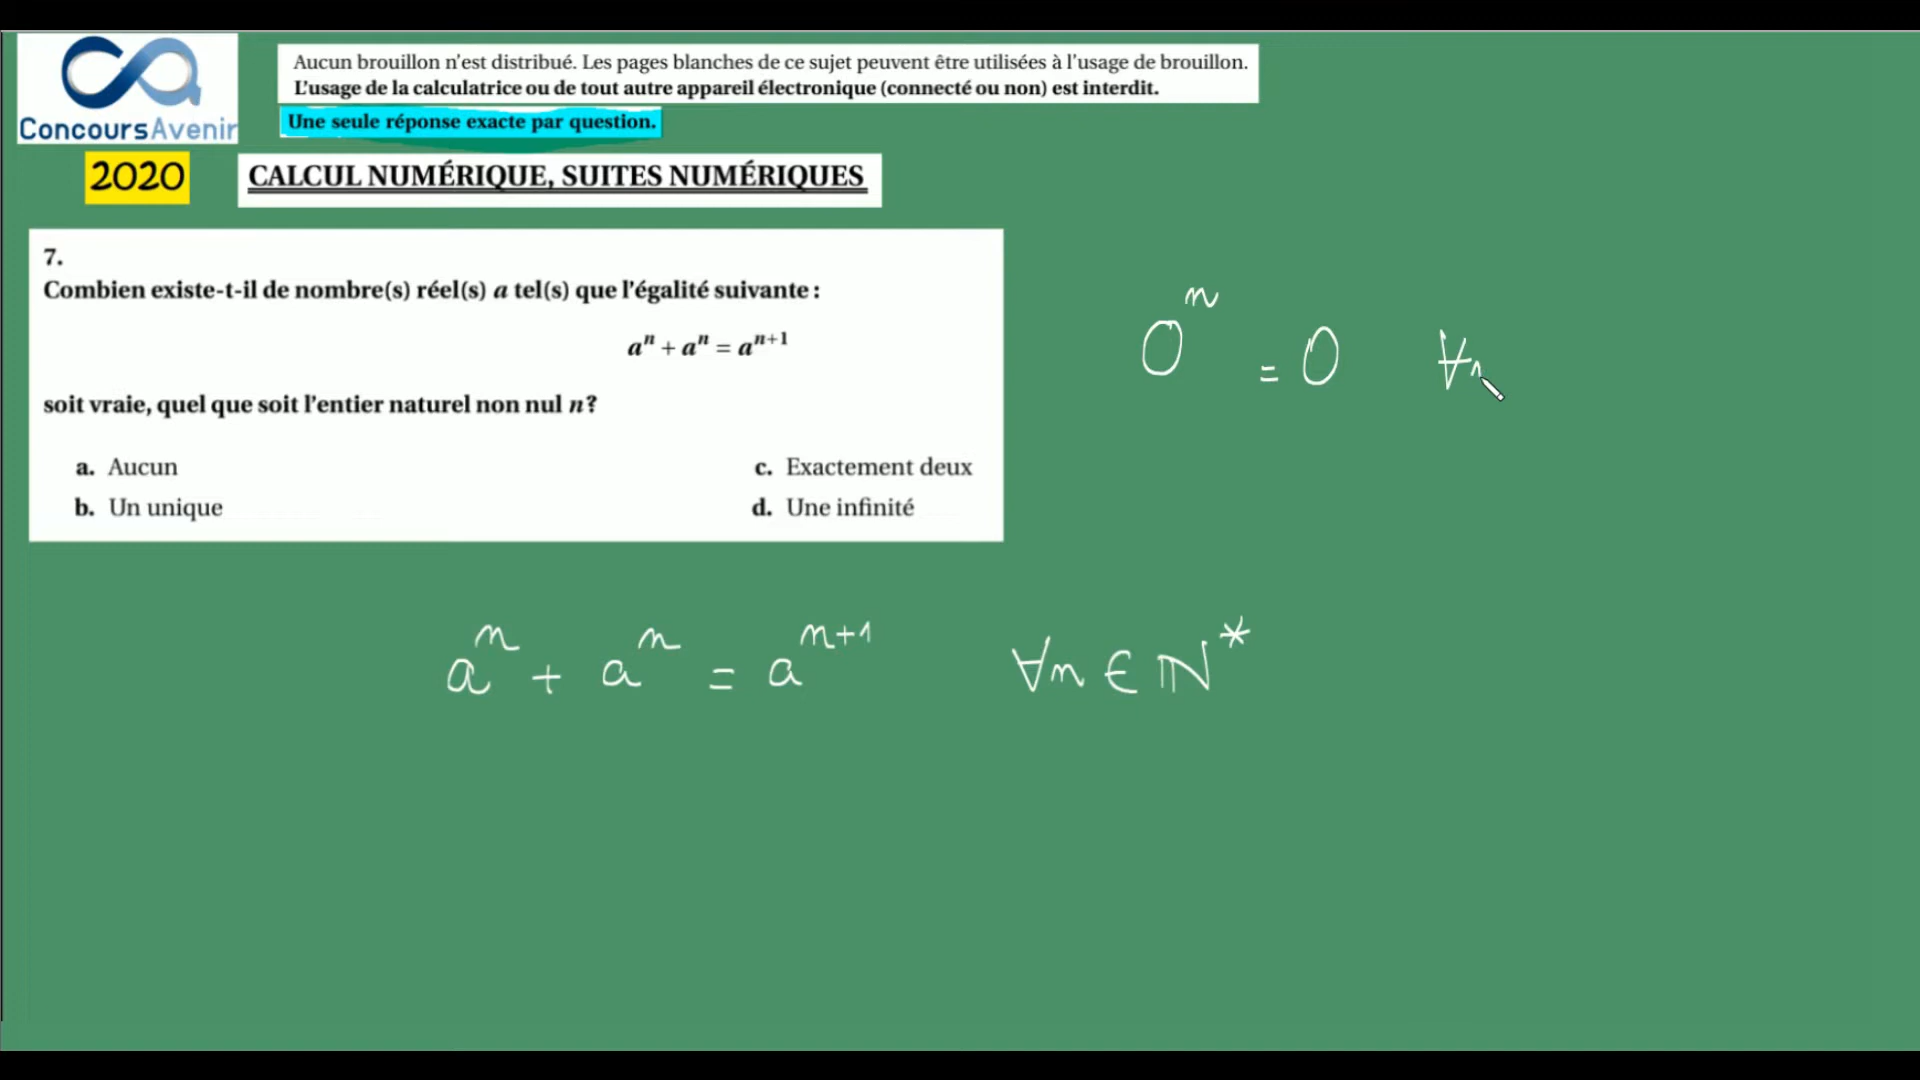 Aucun brouillon n'est distribué. Les pages blanches de ce sujet peuvent être utilisées à l'usage de brouillon.
L'usage de la calculatrice ou de tout autre appareil électronique (connecté ou non) est interdit.
Une seule réponse exacte par question.
ConcoursAvenir
2020
CALCUL NUMÉRIQUE, SUITES NUMÉRIQUES
7.
Combien existe-t-il de nombre(s) réel(s) a tel(s) que l'égalité suivante :
aⁿ + aⁿ = aⁿ⁺¹
soit vraie, quel que soit l'entier naturel non nul n ?
a. Aucun
b. Un unique
c. Exactement deux
d. Une infinité
0ⁿ = 0 ∀n
aⁿ + aⁿ = aⁿ⁺¹ ∀n ∈ ℕ*